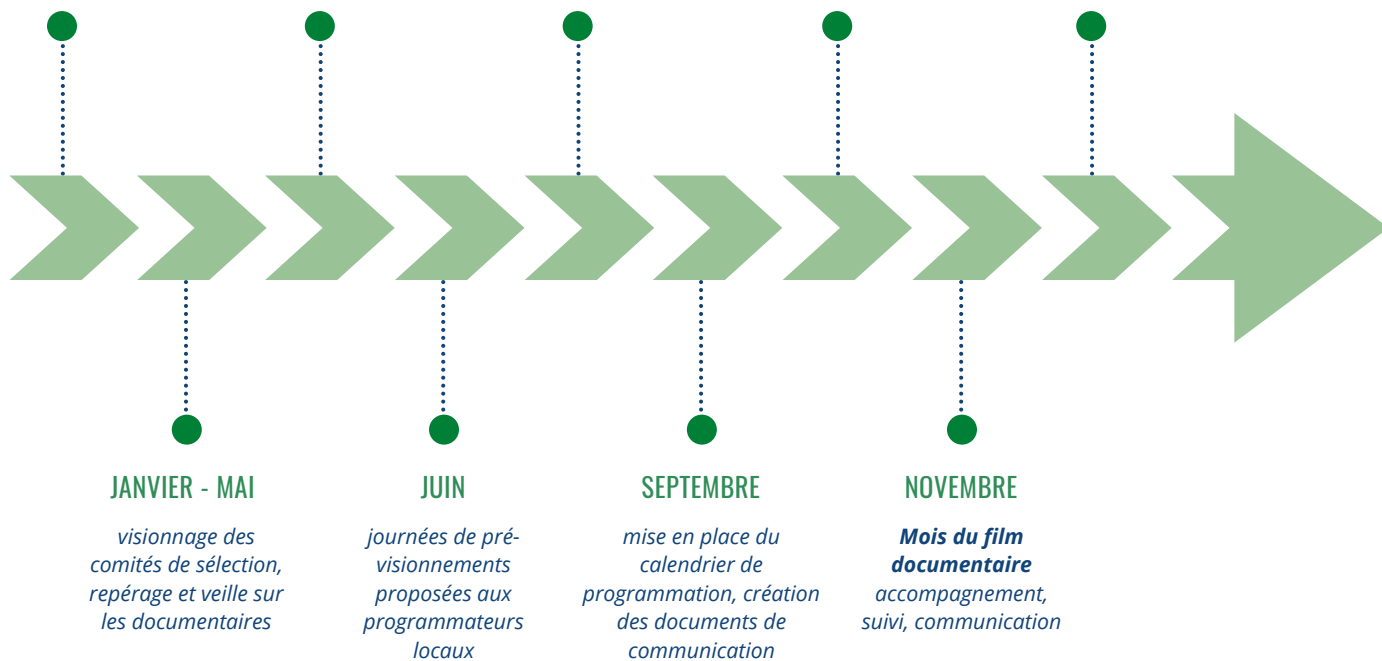 JANVIER - MAI
visionnage des
comités de sélection,
repérage et veille sur
les documentaires
JUIN
journées de pré-
visionnements
proposées aux
programmateurs
locaux
SEPTEMBRE
mise en place du
calendrier de
programmation, création
des documents de
communication
NOVEMBRE
Mois du film
documentaire
accompagnement,
suivi, communication